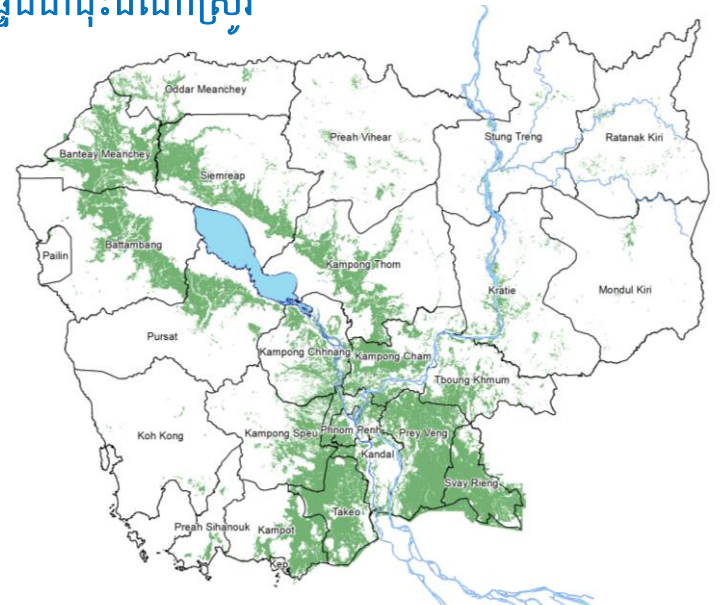 Oddar Meanchey
Preah Vihear
Stung Treng
Ratanak Kiri
Banteay Meanchey
Siemreap
Battambang
Pailin
Kampong Thom
Kratie
Mondul Kiri
Pursat
Kampong Chhnang
Kampong Cham
Tboung Khmum
Koh Kong
Kampong Speu
Phnom Penh
Prey Veng
Kandal
Svay Rieng
Takeo
Preah Sihanouk
Kampot
Kep